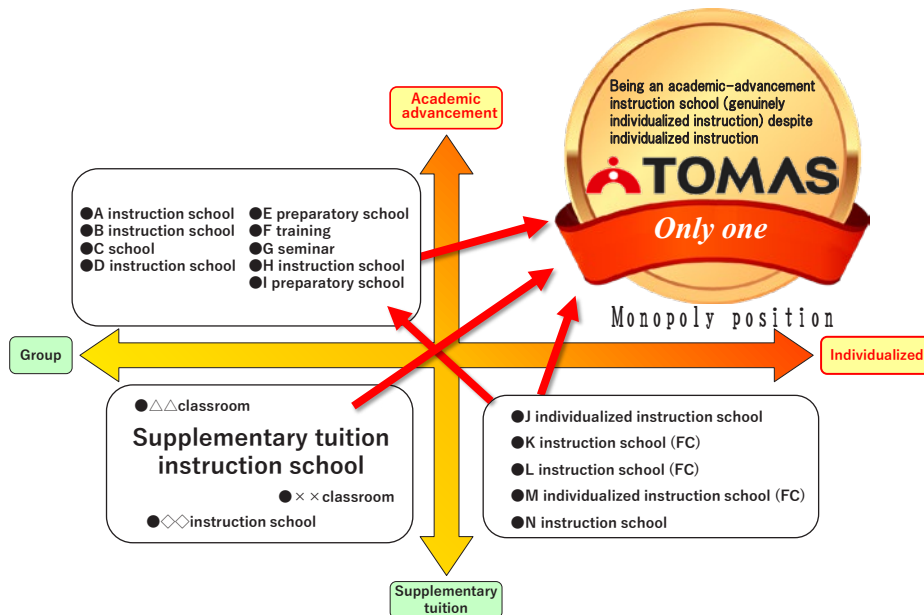 Academic
advancement
Being an academic-advancement
instruction school (genuinely
individualized instruction) despite
individualized instruction
TOMAS
Only one
Monopoly position
●A instruction school
●B instruction school
●C school
●D instruction school
●E preparatory school
●F training
●G seminar
●H instruction school
●I preparatory school
Group
Individualized
●△△classroom
Supplementary tuition
instruction school
●××classroom
●◇◇instruction school
●J individualized instruction school
●K instruction school (FC)
●L instruction school (FC)
●M individualized instruction school (FC)
●N instruction school
Supplementary
tuition